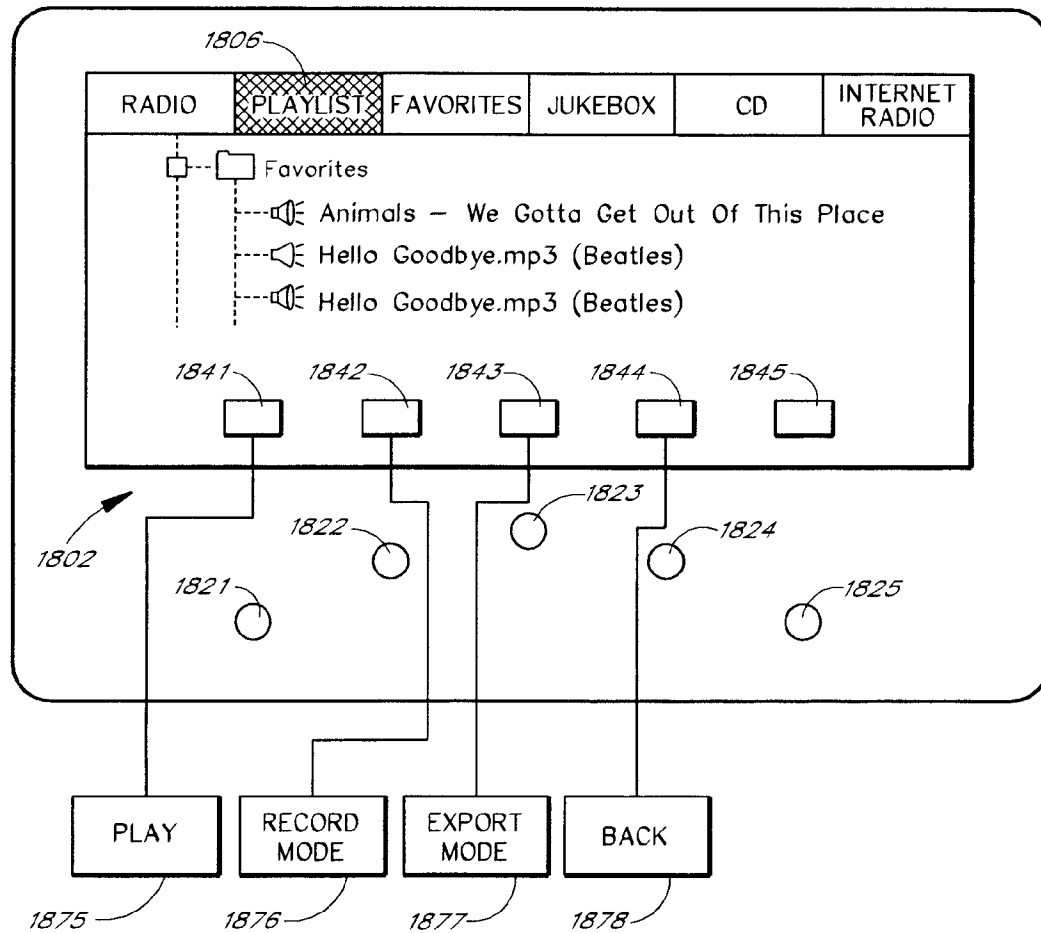 1806
RADIO PLAYLIST FAVORITES JUKEBOX CD INTERNET RADIO
Favorites
Animals – We Gotta Get Out Of This Place
Hello Goodbye.mp3 (Beatles)
Hello Goodbye.mp3 (Beatles)
1841 1842 1843 1844 1845
1802
1821
1822
1823
1824
1825
PLAY
RECORD MODE
EXPORT MODE
BACK
1875 1876 1877 1878